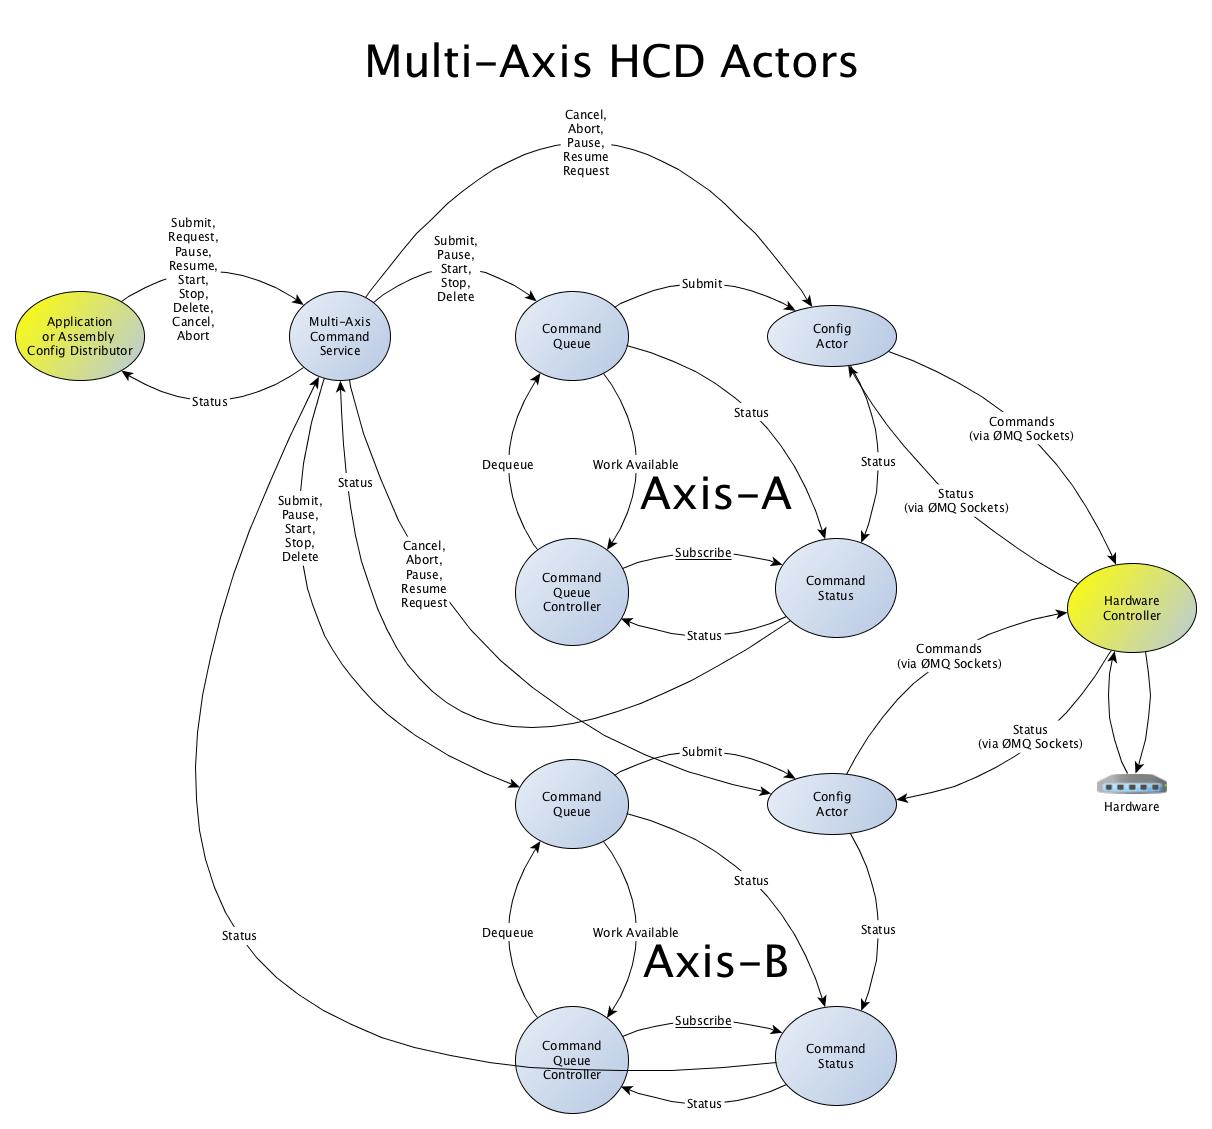 Multi-Axis HCD Actors
Cancel,
Abort,
Pause,
Resume
Request
Submit,
Request,
Pause,
Resume,
Start,
Stop,
Delete,
Cancel,
Abort
Submit,
Pause,
Start,
Stop,
Delete
Submit
Application
or Assembly
Config Distributor
Multi-Axis
Command
Service
Command
Queue
Config
Actor
Status
Status
Commands
(via ØMQ Sockets)
Dequeue
Work Available
Status
Status
Axis-A
Status
(via ØMQ Sockets)
Submit,
Pause,
Start,
Stop,
Delete
Cancel,
Abort,
Pause,
Resume
Request
Subscribe
Command
Queue
Controller
Command
Status
Hardware
Controller
Status
Commands
(via ØMQ Sockets)
Status
(via ØMQ Sockets)
Submit
Command
Queue
Config
Actor
Hardware
Status
Status
Dequeue
Work Available
Status
Axis-B
Subscribe
Command
Queue
Controller
Command
Status
Status